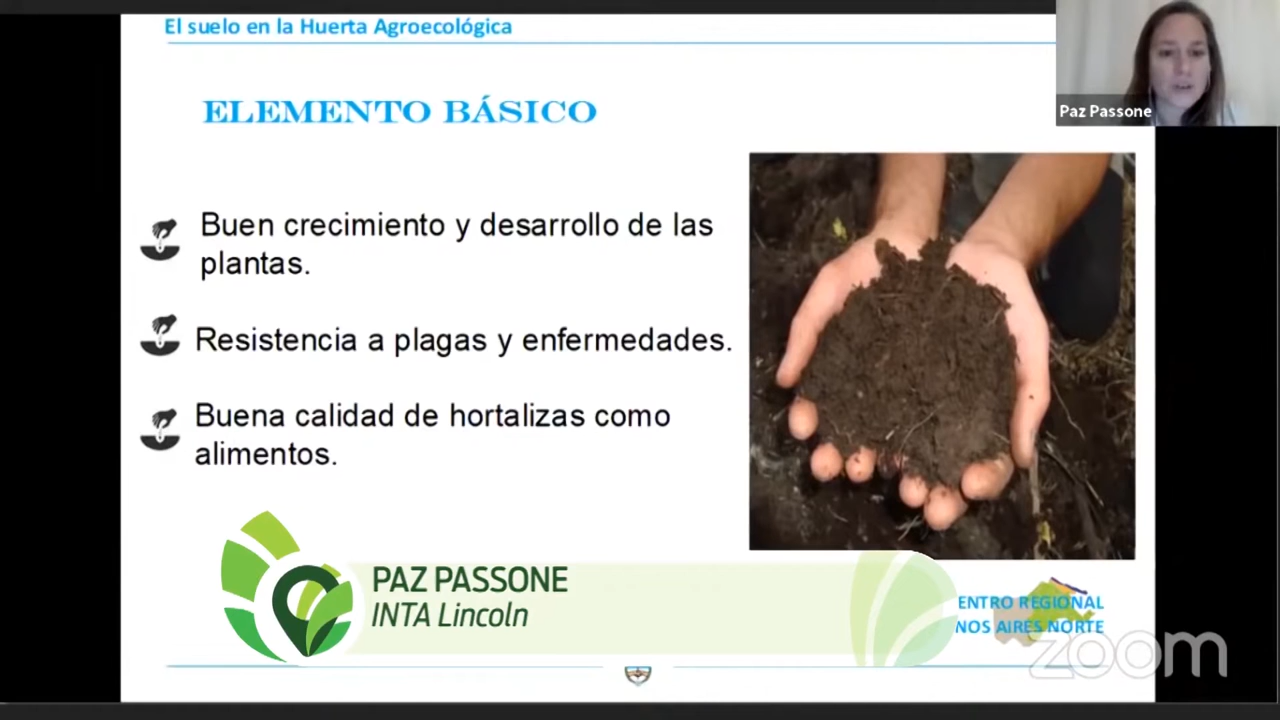 El suelo en la Huerta Agroecológica
Paz Passone
ELEMENTO BÁSICO
Buen crecimiento y desarrollo de las
plantas.
Resistencia a plagas y enfermedades.
Buena calidad de hortalizas como
alimentos.
PAZ PASSONE
INTA Lincoln
ENTRO REGIONAL
NOS AIRES NORTE
zoom